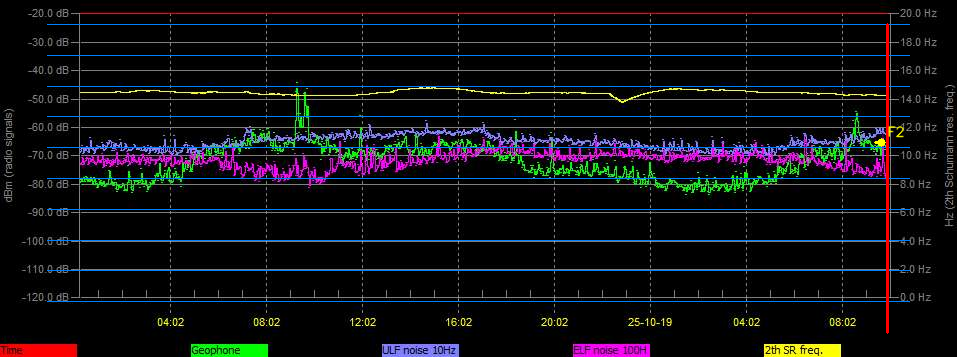 -20.0 dB
20.0 Hz
-30.0 dB
18.0 Hz
-40.0 dB
16.0 Hz
-50.0 dB
14.0 Hz
-60.0 dB
12.0 Hz
F2
-70.0 dB
10.0 Hz
-80.0 dB
8.0 Hz
-90.0 dB
6.0 Hz
-100.0 dB
4.0 Hz
-110.0 dB
2.0 Hz
-120.0 dB
0.0 Hz
dBm (radio signals)
Hz (2th Schumann res. freq.)
04:02 08:02 12:02 16:02 20:02 25-10-19 04:02 08:02
Time Geophone ULF noise 10Hz ELF noise 100H 2th SR freq.